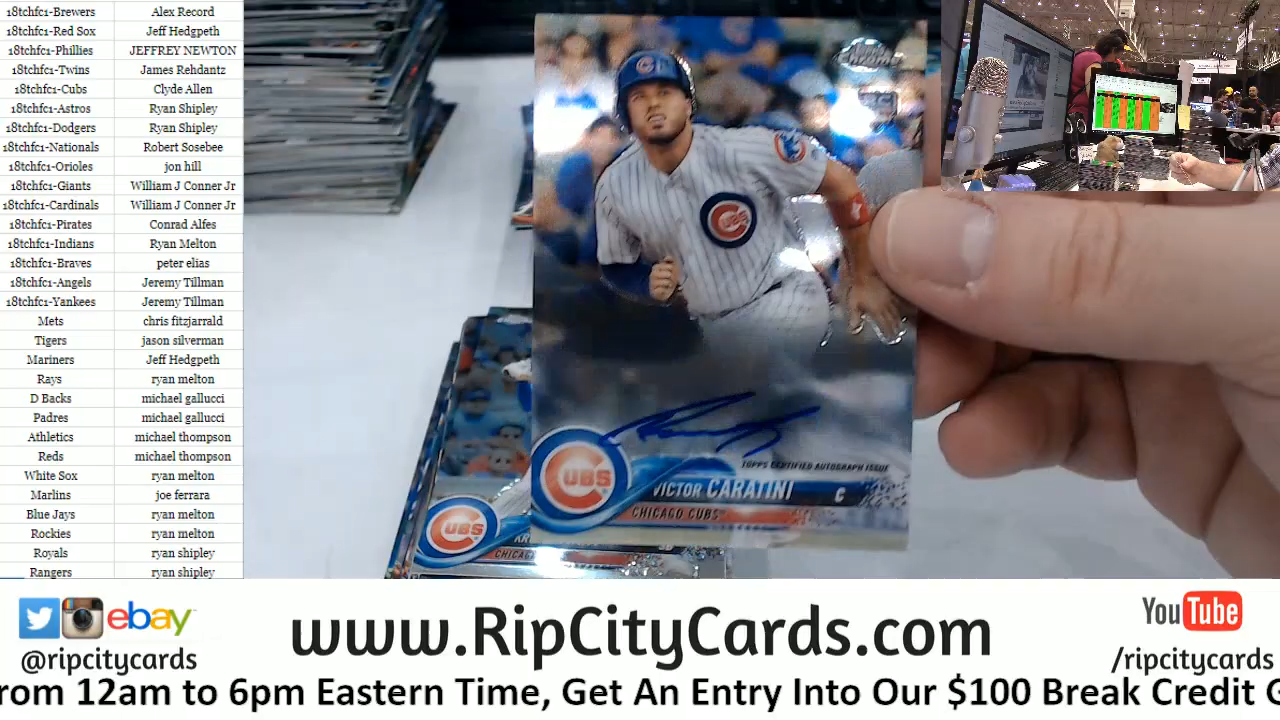 18tchfc1-Brewers Alex Record
18tchfc1-Red Sox Jeff Hedgpeth
18tchfc1-Phillies JEFFREY NEWTON
18tchfc1-Twins James Rehdantz
18tchfc1-Cubs Clyde Allen
18tchfc1-Astros Ryan Shipley
18tchfc1-Dodgers Ryan Shipley
18tchfc1-Nationals Robert Sosebee
18tchfc1-Orioles jon hill
18tchfc1-Giants William J Conner Jr
18tchfc1-Cardinals William J Conner Jr
18tchfc1-Pirates Conrad Alfes
18tchfc1-Indians Ryan Melton
18tchfc1-Braves peter elias
18tchfc1-Angels Jeremy Tillman
18tchfc1-Yankees Jeremy Tillman
Mets chris fitzjarrald
Tigers jason silverman
Mariners Jeff Hedgpeth
Rays ryan melton
D Backs michael gallucci
Padres michael gallucci
Athletics michael thompson
Reds michael thompson
White Sox ryan melton
Marlins joe ferrara
Blue Jays ryan melton
Rockies ryan melton
Royals ryan shipley
Rangers ryan shipley
CUBS
TOPPS CERTIFIED AUTOGRAPH ISSUE
CUBS
VICTOR CARATINI C
CHICAGO CUBS
CUBS
KR
CHICAG
ebay
@ripcitycards
www.RipCityCards.com
YouTube
/ripcitycards
rom 12am to 6pm Eastern Time, Get An Entry Into Our $100 Break Credit G